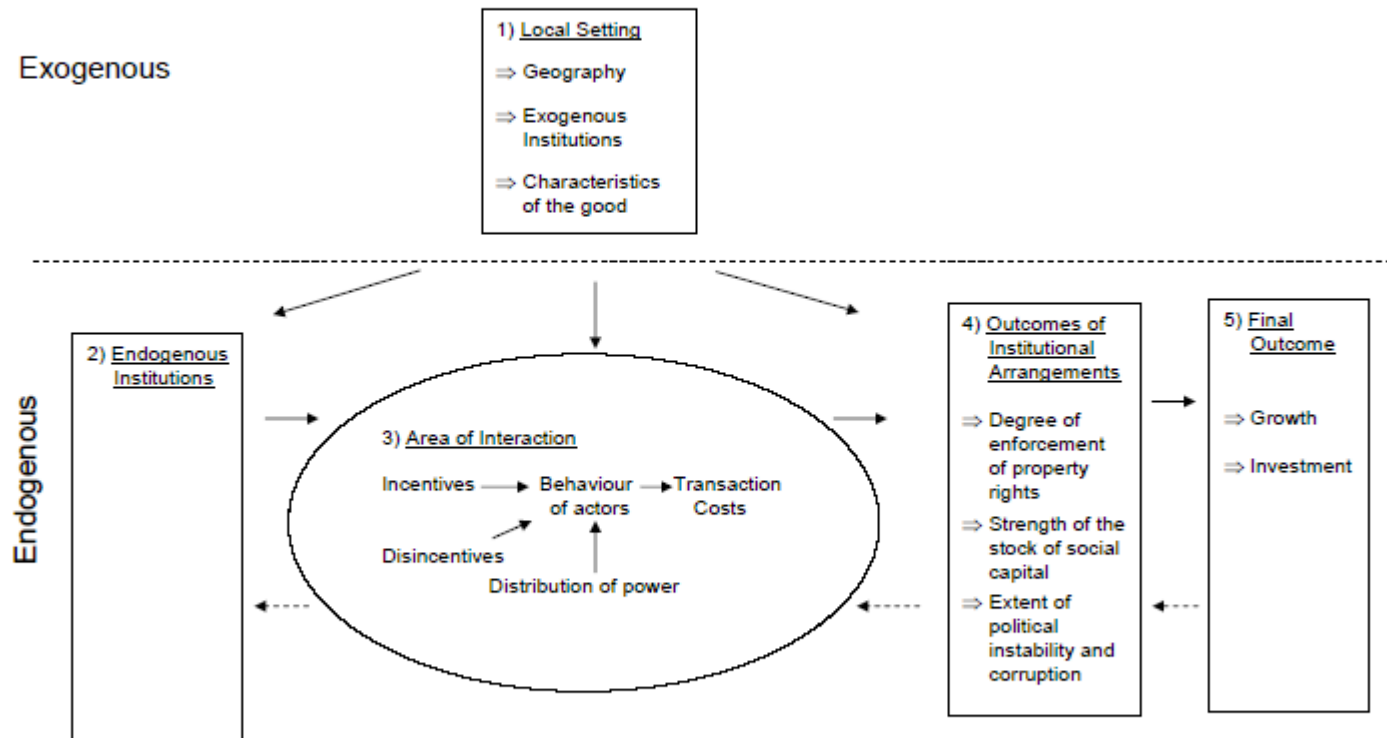 Exogenous
1) Local Setting
⇒ Geography
⇒ Exogenous
Institutions
⇒ Characteristics
of the good
Endogenous
2) Endogenous
Institutions
3) Area of Interaction
Incentives
Behaviour
of actors
Transaction
Costs
Disincentives
Distribution of power
4) Outcomes of
Institutional
Arrangements
⇒ Degree of
enforcement
of property
rights
⇒ Strength of the
stock of social
capital
⇒ Extent of
political
instability and
corruption
5) Final
Outcome
⇒ Growth
⇒ Investment